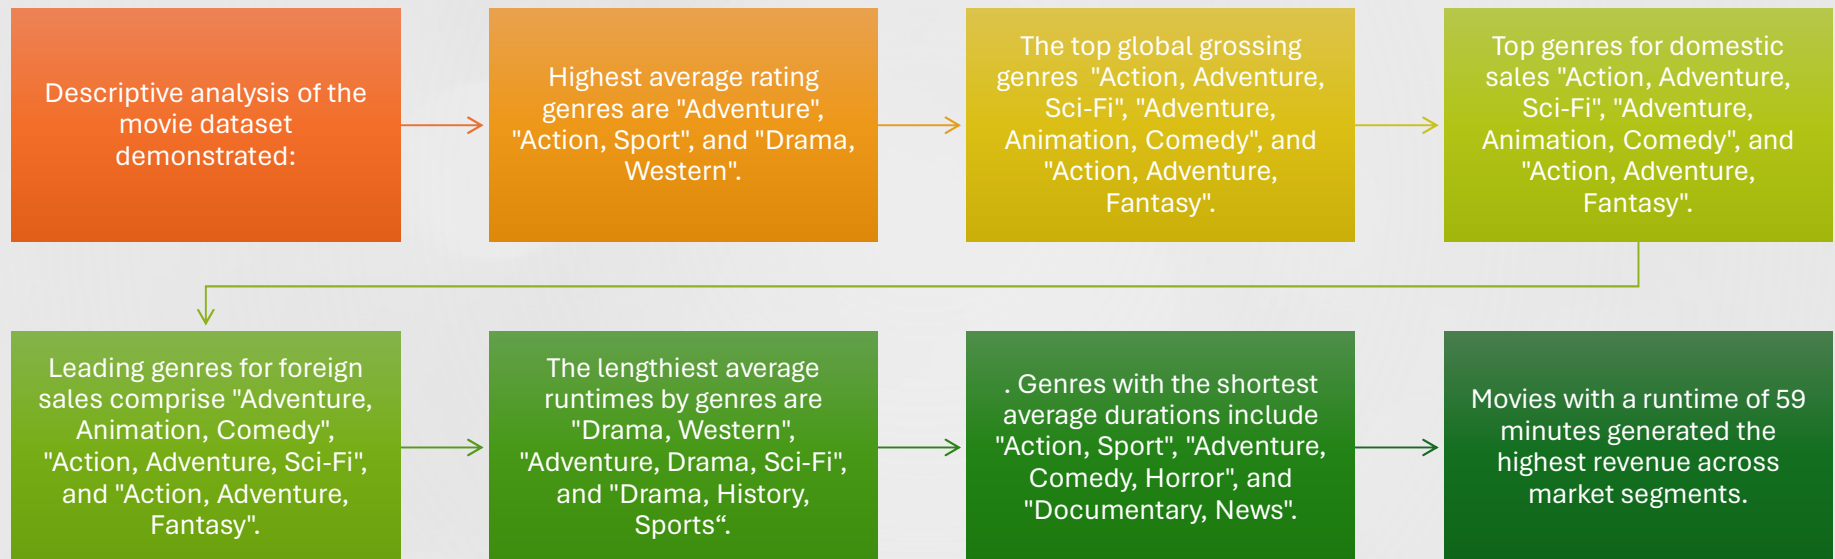 Descriptive analysis of the
movie dataset
demonstrated:
Highest average rating
genres are "Adventure",
"Action, Sport", and "Drama,
Western".
The top global grossing
genres  "Action, Adventure,
Sci-Fi", "Adventure,
Animation, Comedy", and
"Action, Adventure,
Fantasy".
Top genres for domestic
sales "Action, Adventure,
Sci-Fi", "Adventure,
Animation, Comedy", and
"Action, Adventure,
Fantasy".
Leading genres for foreign
sales comprise "Adventure,
Animation, Comedy",
"Action, Adventure, Sci-Fi",
and "Action, Adventure,
Fantasy".
The lengthiest average
runtimes by genres are
"Drama, Western",
"Adventure, Drama, Sci-Fi",
and "Drama, History,
Sports“.
. Genres with the shortest
average durations include
"Action, Sport", "Adventure,
Comedy, Horror", and
"Documentary, News".
Movies with a runtime of 59
minutes generated the
highest revenue across
market segments.